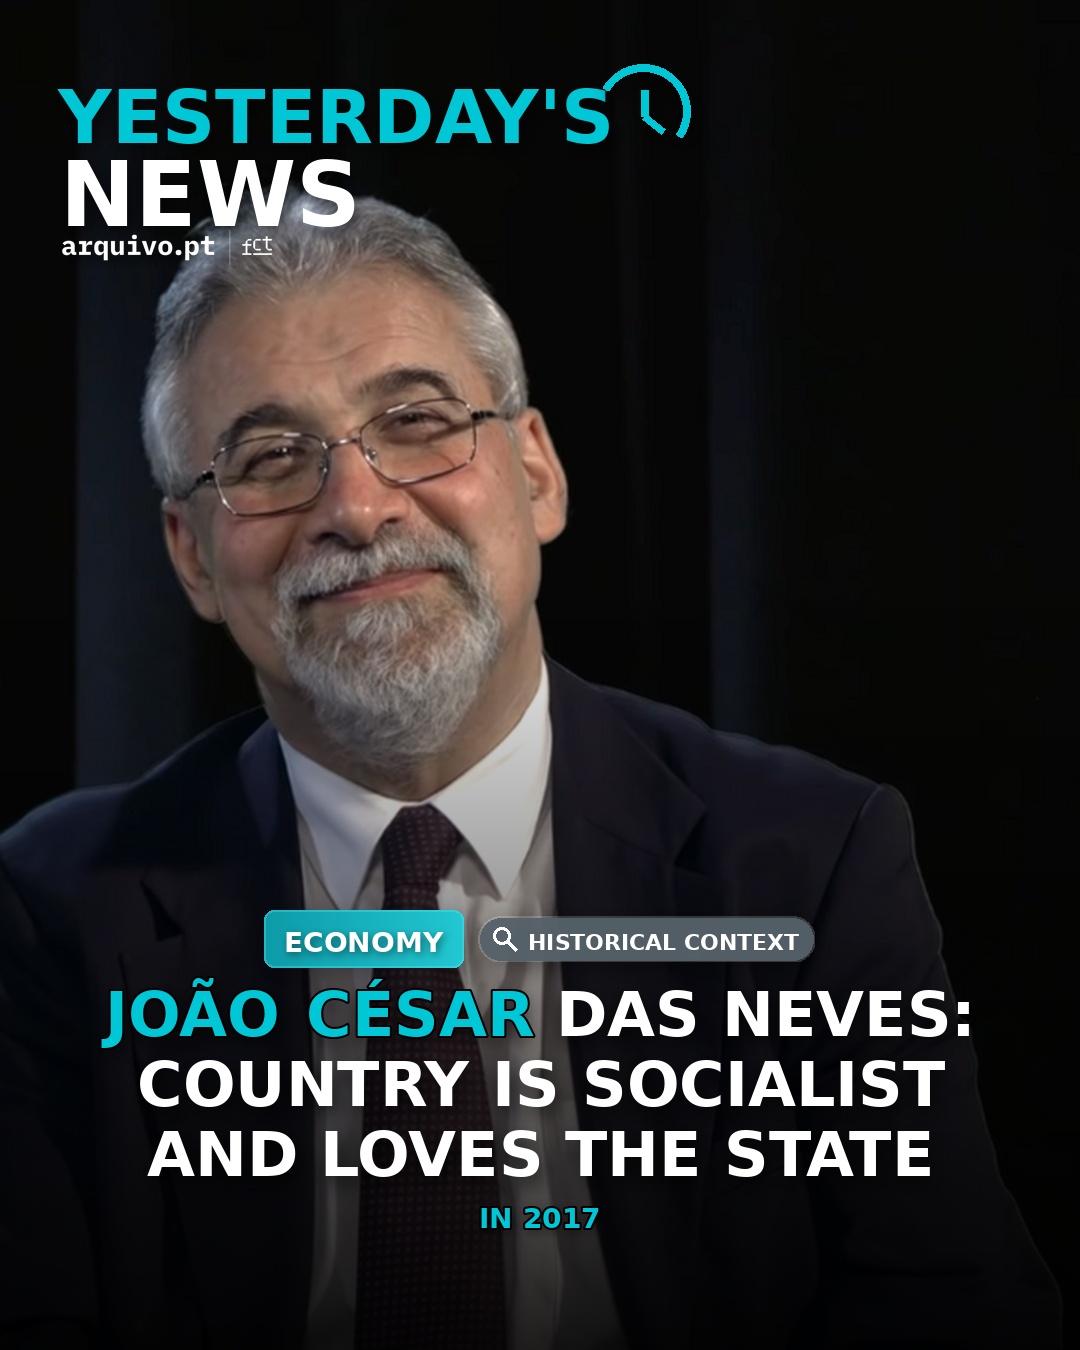 YESTERDAY'S
NEWS
arquivo.pt | fct
ECONOMY
HISTORICAL CONTEXT
JOÃO CÉSAR DAS NEVES:
COUNTRY IS SOCIALIST
AND LOVES THE STATE
IN 2017